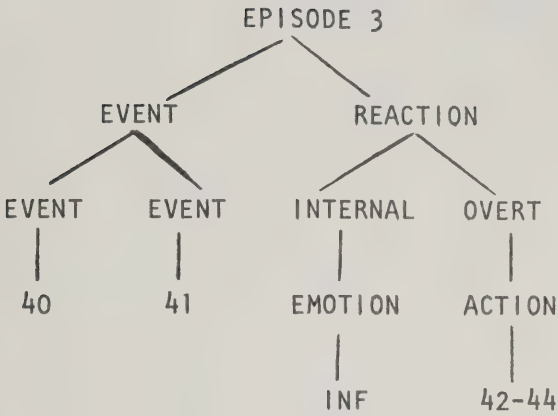 EPISODE 3
EVENT REACTION
EVENT EVENT INTERNAL OVERT
40 41 EMOTION ACTION
INF 42-44